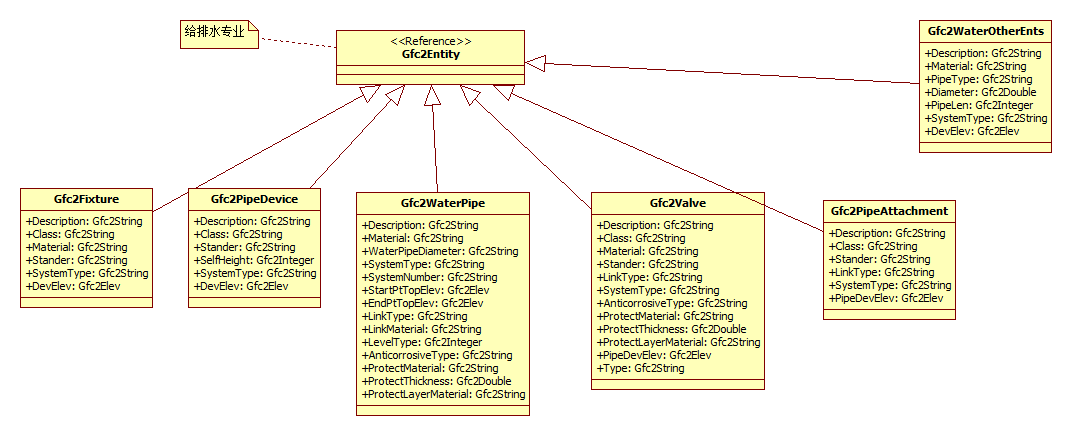 给排水专业
<<Reference>>
Gfc2Entity
Gfc2WaterOtherEnts
+Description: Gfc2String
+Material: Gfc2String
+PipeType: Gfc2String
+Diameter: Gfc2Double
+PipeLen: Gfc2Integer
+SystemType: Gfc2String
+DevElev: Gfc2Elev
Gfc2Fixture
+Description: Gfc2String
+Class: Gfc2String
+Material: Gfc2String
+Stander: Gfc2String
+SystemType: Gfc2String
+DevElev: Gfc2Elev
Gfc2PipeDevice
+Description: Gfc2String
+Class: Gfc2String
+Stander: Gfc2String
+SelfHeight: Gfc2Integer
+SystemType: Gfc2String
+DevElev: Gfc2Elev
Gfc2WaterPipe
+Description: Gfc2String
+Material: Gfc2String
+WaterPipeDiameter: Gfc2String
+SystemType: Gfc2String
+SystemNumber: Gfc2String
+StartPtTopElev: Gfc2Elev
+EndPtTopElev: Gfc2Elev
+LinkType: Gfc2String
+LinkMaterial: Gfc2String
+LevelType: Gfc2Integer
+AnticorrosiveType: Gfc2String
+ProtectMaterial: Gfc2String
+ProtectThickness: Gfc2Double
+ProtectLayerMaterial: Gfc2String
Gfc2Valve
+Description: Gfc2String
+Class: Gfc2String
+Material: Gfc2String
+Stander: Gfc2String
+LinkType: Gfc2String
+SystemType: Gfc2String
+AnticorrosiveType: Gfc2String
+ProtectMaterial: Gfc2String
+ProtectThickness: Gfc2Double
+ProtectLayerMaterial: Gfc2String
+PipeDevElev: Gfc2Elev
+Type: Gfc2String
Gfc2PipeAttachment
+Description: Gfc2String
+Class: Gfc2String
+Stander: Gfc2String
+LinkType: Gfc2String
+SystemType: Gfc2String
+PipeDevElev: Gfc2Elev